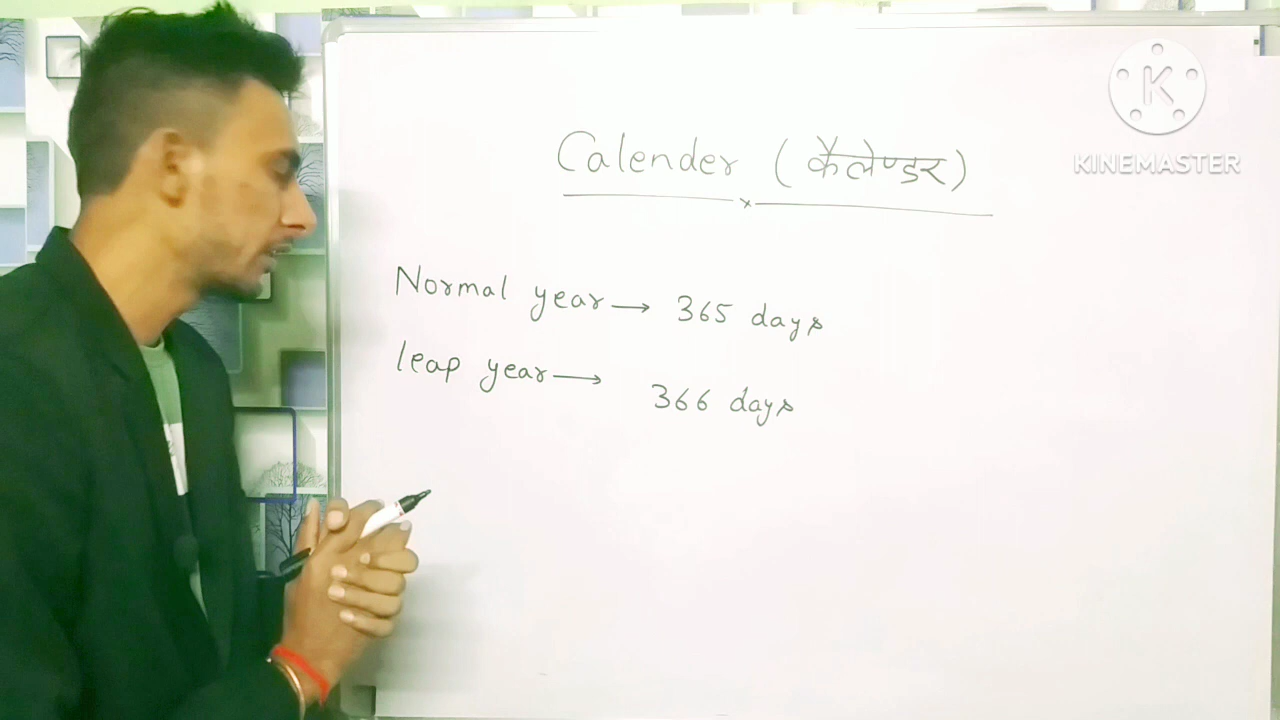 Calender (कैलेण्डर)
Normal year → 365 days
leap year → 366 days
K
KINEMASTER